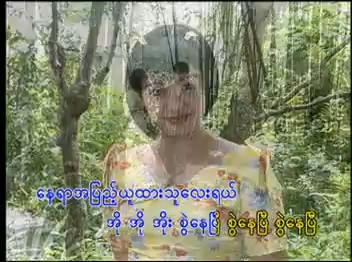 နေရာအပြည့်ယူထားသူလေးရယ်
အို အို အိုး စွဲနေပြီ စွဲနေပြီ စွဲနေပြီ